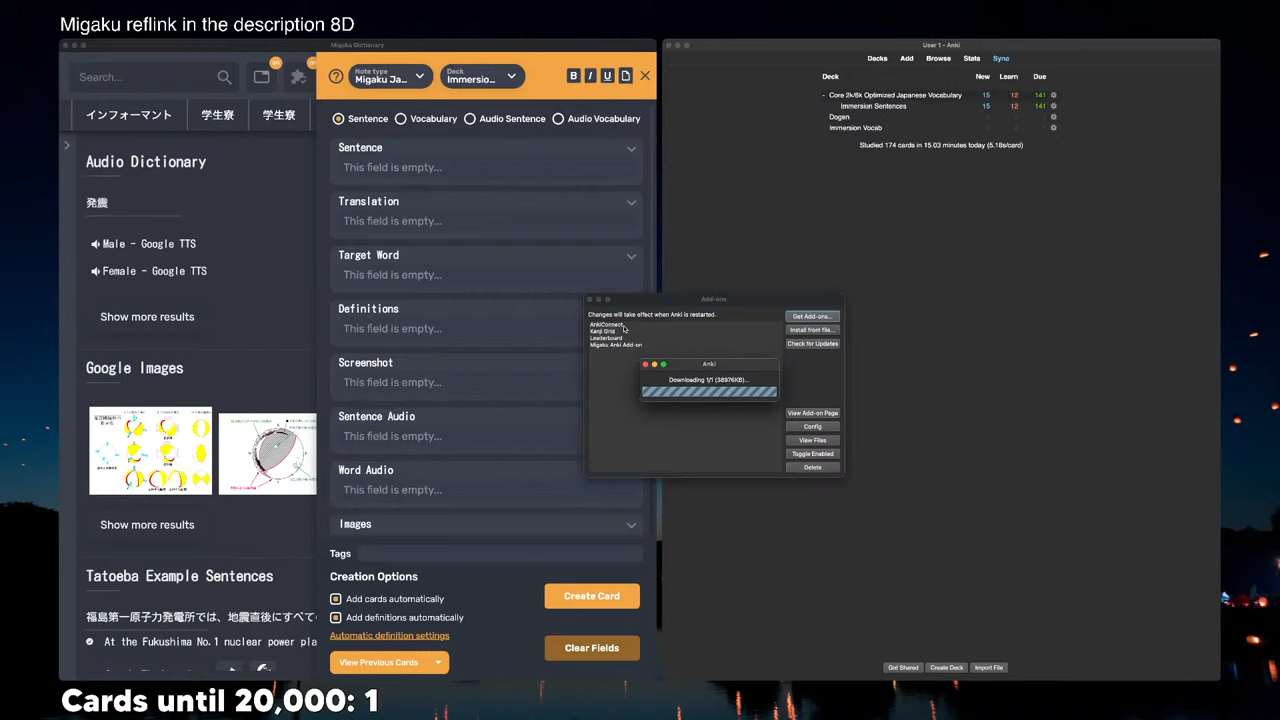 Migaku reflink in the description 8D
Migaku Dictionary
Search...
ON
インフォーマント
学生寮
学生寮
Audio Dictionary
発震
Male - Google TTS
Female - Google TTS
Show more results
Google Images
Show more results
Tatoeba Example Sentences
福島第一原子力発電所では、地震直後にすべて
At the Fukushima No.1 nuclear power pla
Note type
Migaku Ja...
Deck
Immersio...
B I U
Sentence
Vocabulary
Audio Sentence
Audio Vocabulary
Sentence
This field is empty...
Translation
This field is empty...
Target Word
This field is empty...
Definitions
This field is empty...
Screenshot
This field is empty...
Sentence Audio
This field is empty...
Word Audio
This field is empty...
Images
Tags
Creation Options
Add cards automatically
Add definitions automatically
Automatic definition settings
View Previous Cards
Create Card
Clear Fields
User 1 - Anki
Decks Add Browse Stats Sync
Deck New Learn Due
- Core 2k/6k Optimized Japanese Vocabulary 15 12 141
Immersion Sentences 15 12 141
Dogen
Immersion Vocab
Studied 174 cards in 15.03 minutes today (5.18s/card)
Add-ons
Changes will take effect when Anki is restarted.
AnkiConnect
Kanji Grid
Leaderboard
Migaku Anki Add-on
Get Add-ons...
Install from file...
Check for Updates
View Add-on Page
Config
View Files
Toggle Enabled
Delete
Anki
Downloading 1/1 (38976KB)...
Get Shared Create Deck Import File
Cards until 20,000: 1